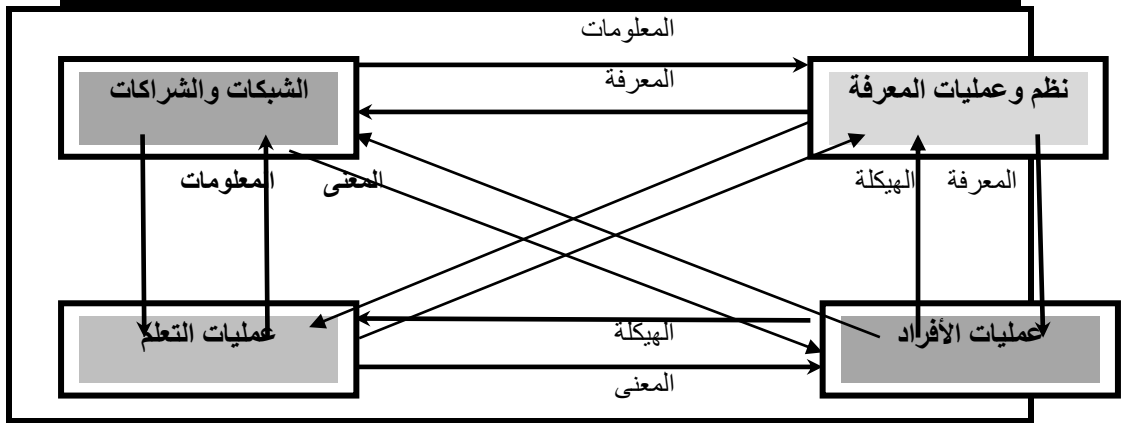 المعلومات
نظم وعمليات المعرفة
المعرفة
الشبكات والشراكات
المعرفة
الهيكلة
المعنى
المعلومات
عمليات الأفراد
الهيكلة
عمليات التعلم
المعنى